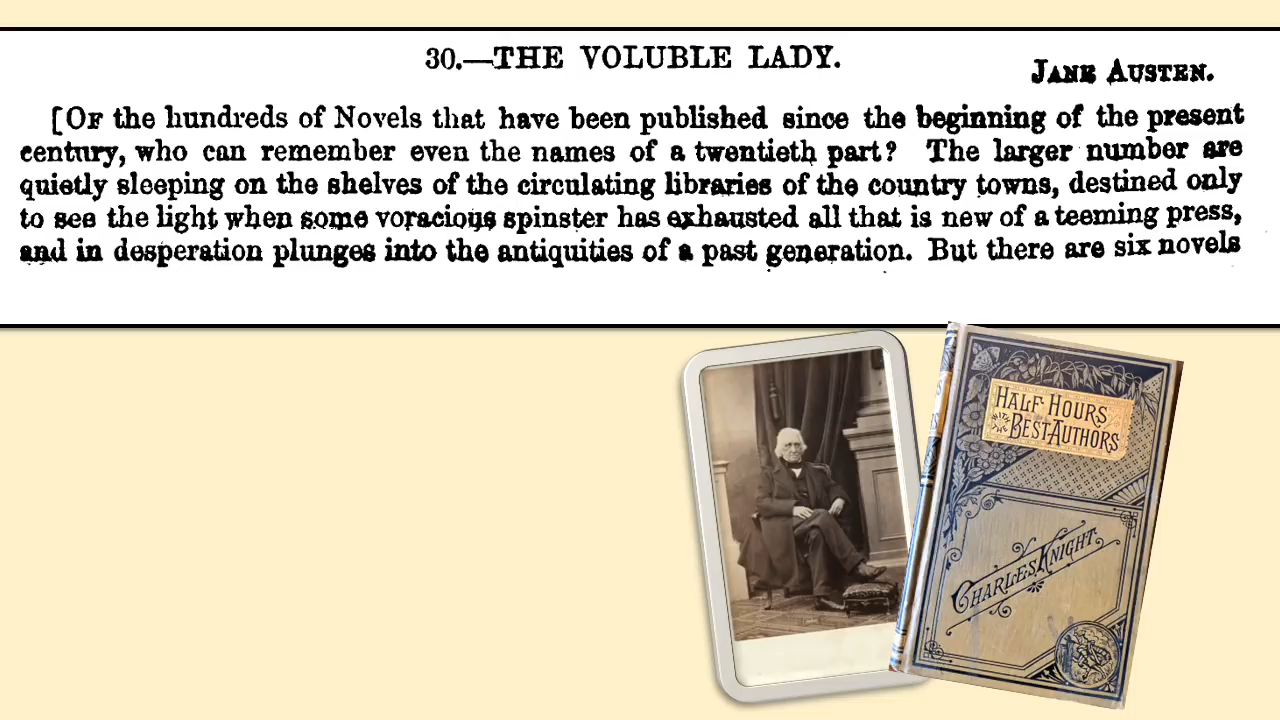 30.—THE VOLUBLE LADY.
JANE AUSTEN.
[OF the hundreds of Novels that have been published since the beginning of the present
century, who can remember even the names of a twentieth part? The larger number are
quietly sleeping on the shelves of the circulating libraries of the country towns, destined only
to see the light when some voracious spinster has exhausted all that is new of a teeming press,
and in desperation plunges into the antiquities of a past generation. But there are six novels
HALF HOURS
WITH THE BEST AUTHORS
CHARLES KNIGHT